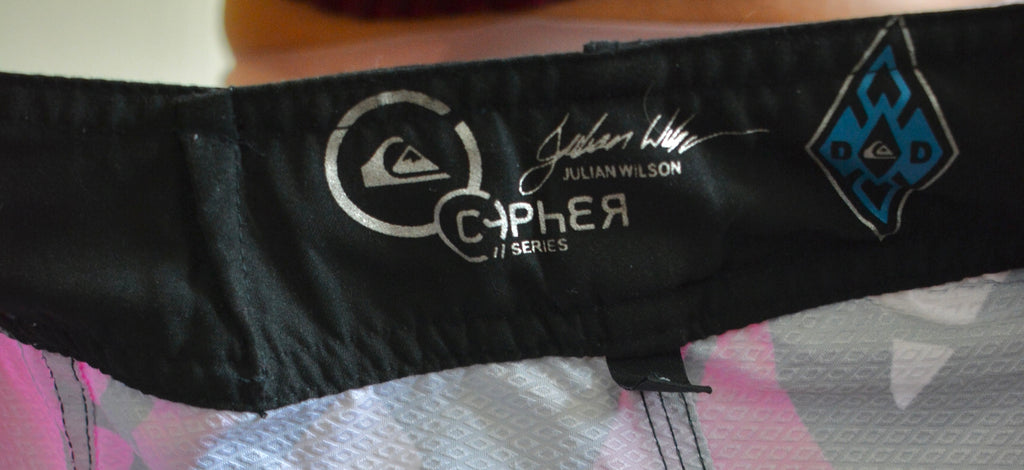 Julian Wilson
JULIAN WILSON
CYPHER
// SERIES
D D